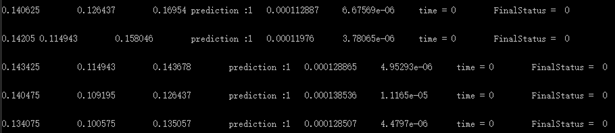 0.140625 0.126437 0.16954 prediction :1 0.000112887 6.67569e-06 time = 0 FinalStatus = 0
0.14205 0.114943 0.158046 prediction :1 0.00011976 3.78065e-06 time = 0 FinalStatus = 0
0.143425 0.114943 0.143678 prediction :1 0.000128865 4.95293e-06 time = 0 FinalStatus = 0
0.140475 0.109195 0.126437 prediction :1 0.000138536 1.1165e-05 time = 0 FinalStatus = 0
0.134075 0.100575 0.135057 prediction :1 0.000128507 4.4797e-06 time = 0 FinalStatus = 0